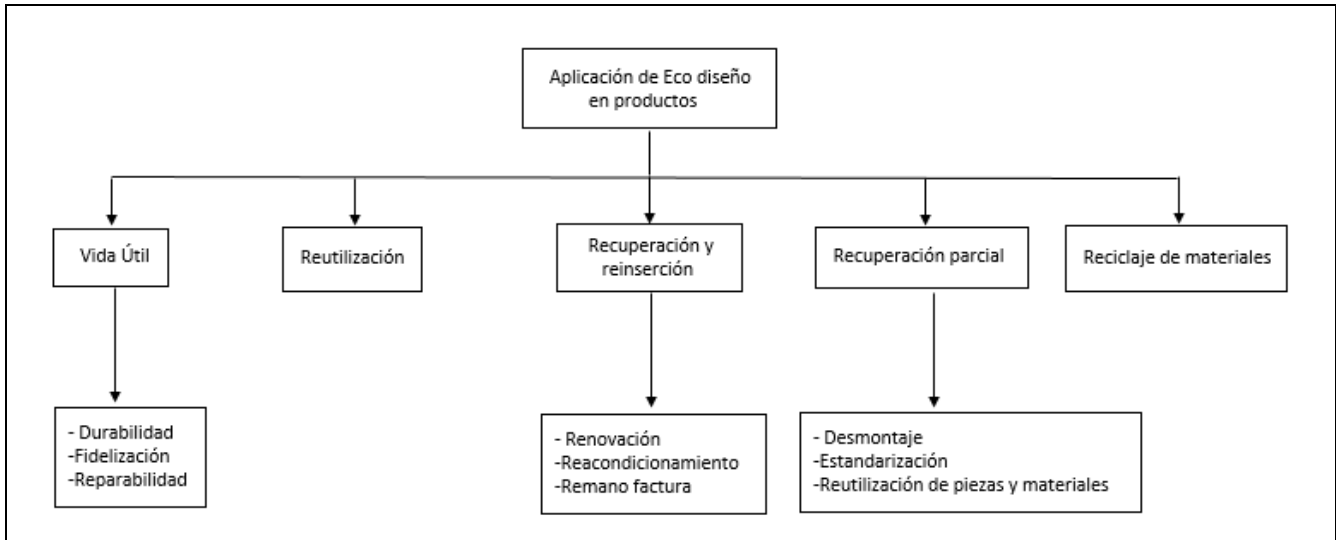 Aplicación de Eco diseño
en productos
Vida Útil
Reutilización
Recuperación y
reinserción
Recuperación parcial
Reciclaje de materiales
- Durabilidad
-Fidelización
-Reparabilidad
- Renovación
-Reacondicionamiento
-Remano factura
- Desmontaje
-Estandarización
-Reutilización de piezas y materiales